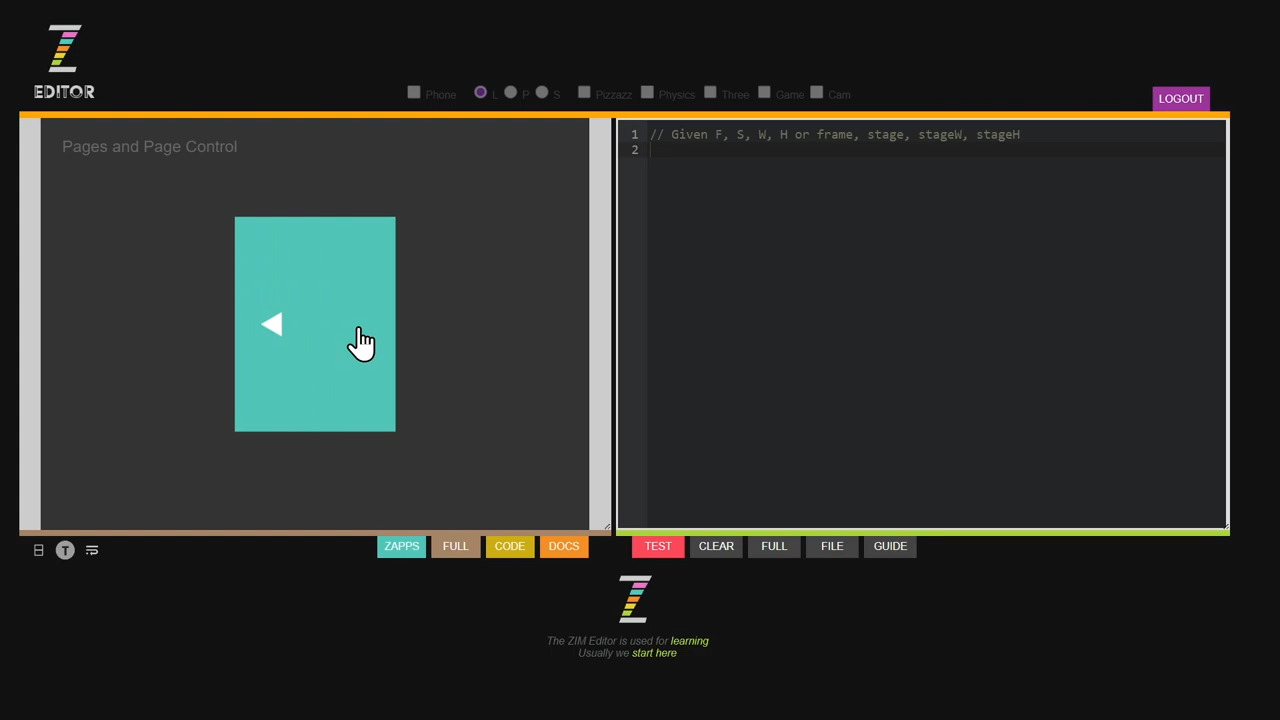 EDITOR
Phone L P S Pizzazz Physics Three Game Cam
LOGOUT
Pages and Page Control
1 // Given F, S, W, H or frame, stage, stageW, stageH
2
T
ZAPPS FULL CODE DOCS
TEST CLEAR FULL FILE GUIDE
The ZIM Editor is used for learning
Usually we start here